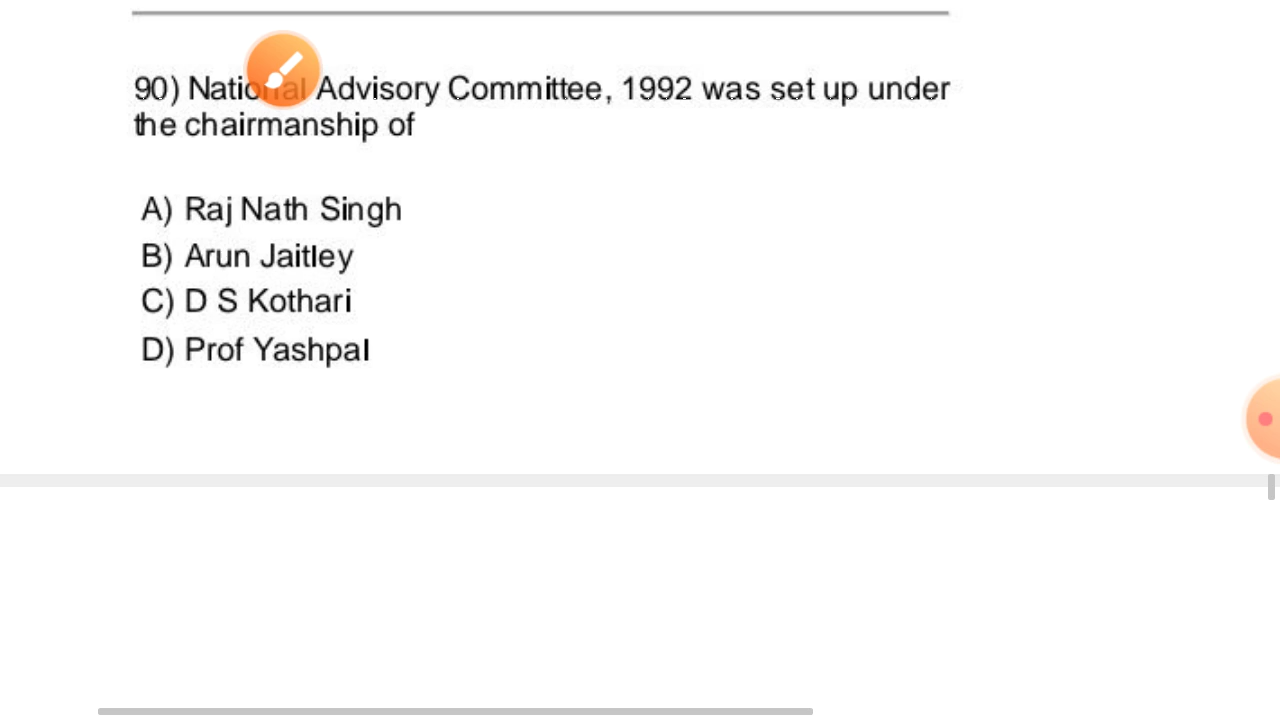 90) National Advisory Committee, 1992 was set up under
the chairmanship of
A) Raj Nath Singh
B) Arun Jaitley
C) D S Kothari
D) Prof Yashpal